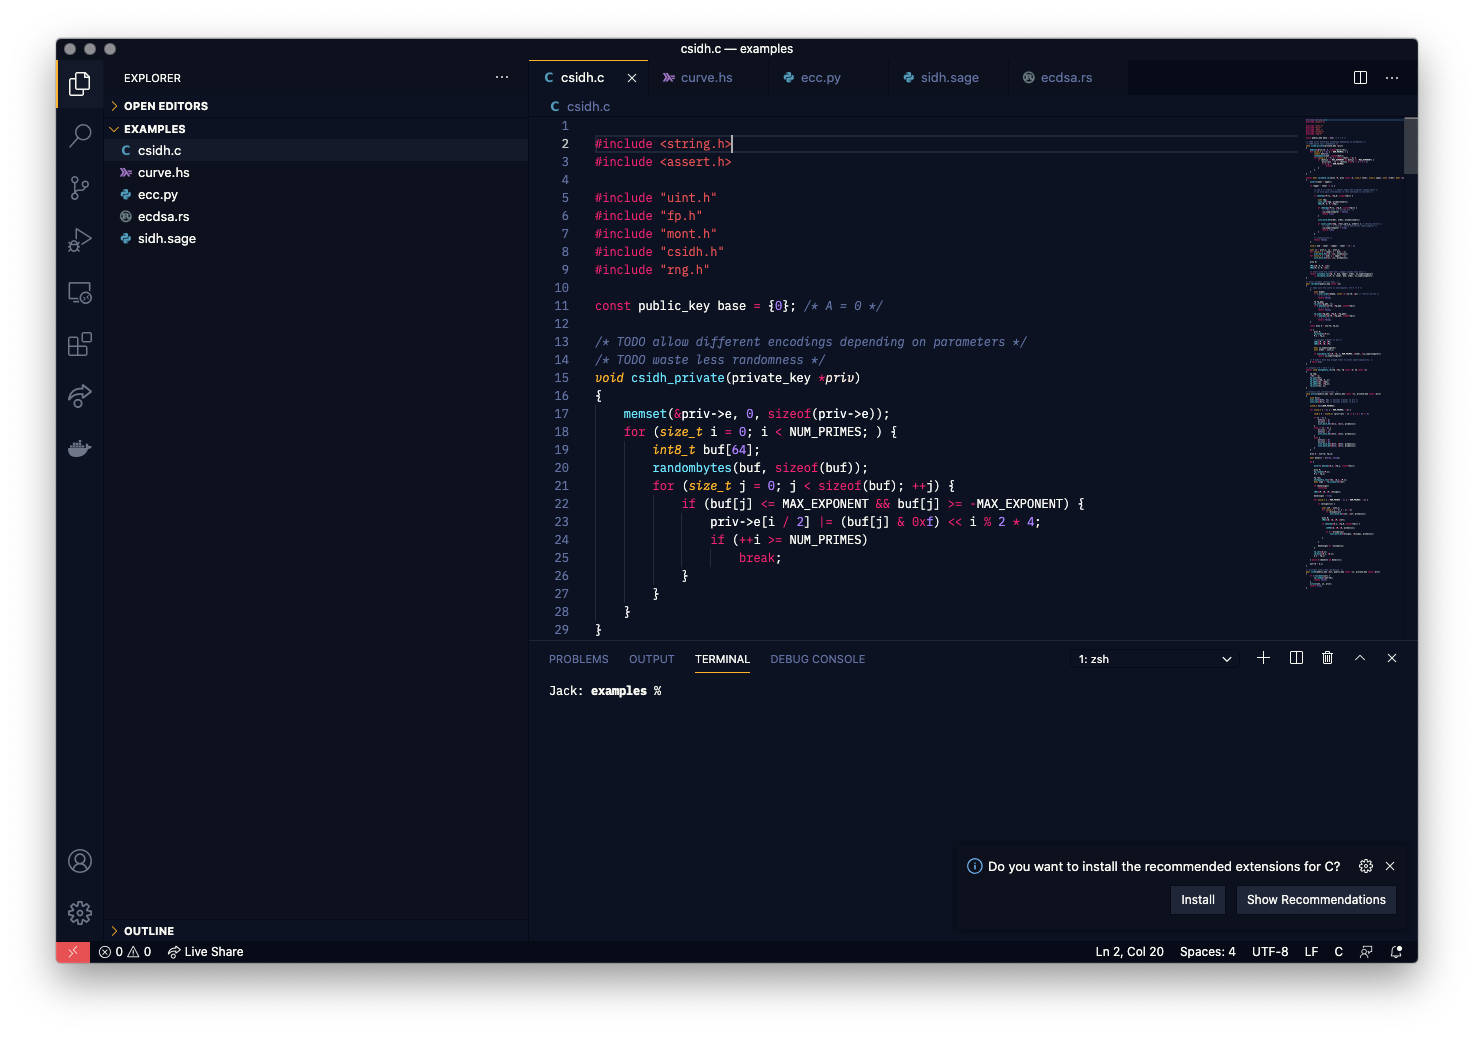 csidh.c — examples
EXPLORER
OPEN EDITORS
EXAMPLES
csidh.c
curve.hs
ecc.py
ecdsa.rs
sidh.sage
OUTLINE
csidh.c curve.hs ecc.py sidh.sage ecdsa.rs
csidh.c
1
2 #include <string.h>
3 #include <assert.h>
4
5 #include "uint.h"
6 #include "fp.h"
7 #include "mont.h"
8 #include "csidh.h"
9 #include "rng.h"
10
11 const public_key base = {0}; /* A = 0 */
12
13 /* TODO allow different encodings depending on parameters */
14 /* TODO waste less randomness */
15 void csidh_private(private_key *priv)
16 {
17 memset(&priv->e, 0, sizeof(priv->e));
18 for (size_t i = 0; i < NUM_PRIMES; ) {
19 int8_t buf[64];
20 randombytes(buf, sizeof(buf));
21 for (size_t j = 0; j < sizeof(buf); ++j) {
22 if (buf[j] <= MAX_EXPONENT && buf[j] >= -MAX_EXPONENT) {
23 priv->e[i / 2] |= (buf[j] & 0xf) << i % 2 * 4;
24 if (++i >= NUM_PRIMES)
25 break;
26 }
27 }
28 }
29 }
PROBLEMS OUTPUT TERMINAL DEBUG CONSOLE 1: zsh
Jack: examples %
Do you want to install the recommended extensions for C?
Install Show Recommendations
0 0 Live Share Ln 2, Col 20 Spaces: 4 UTF-8 LF C